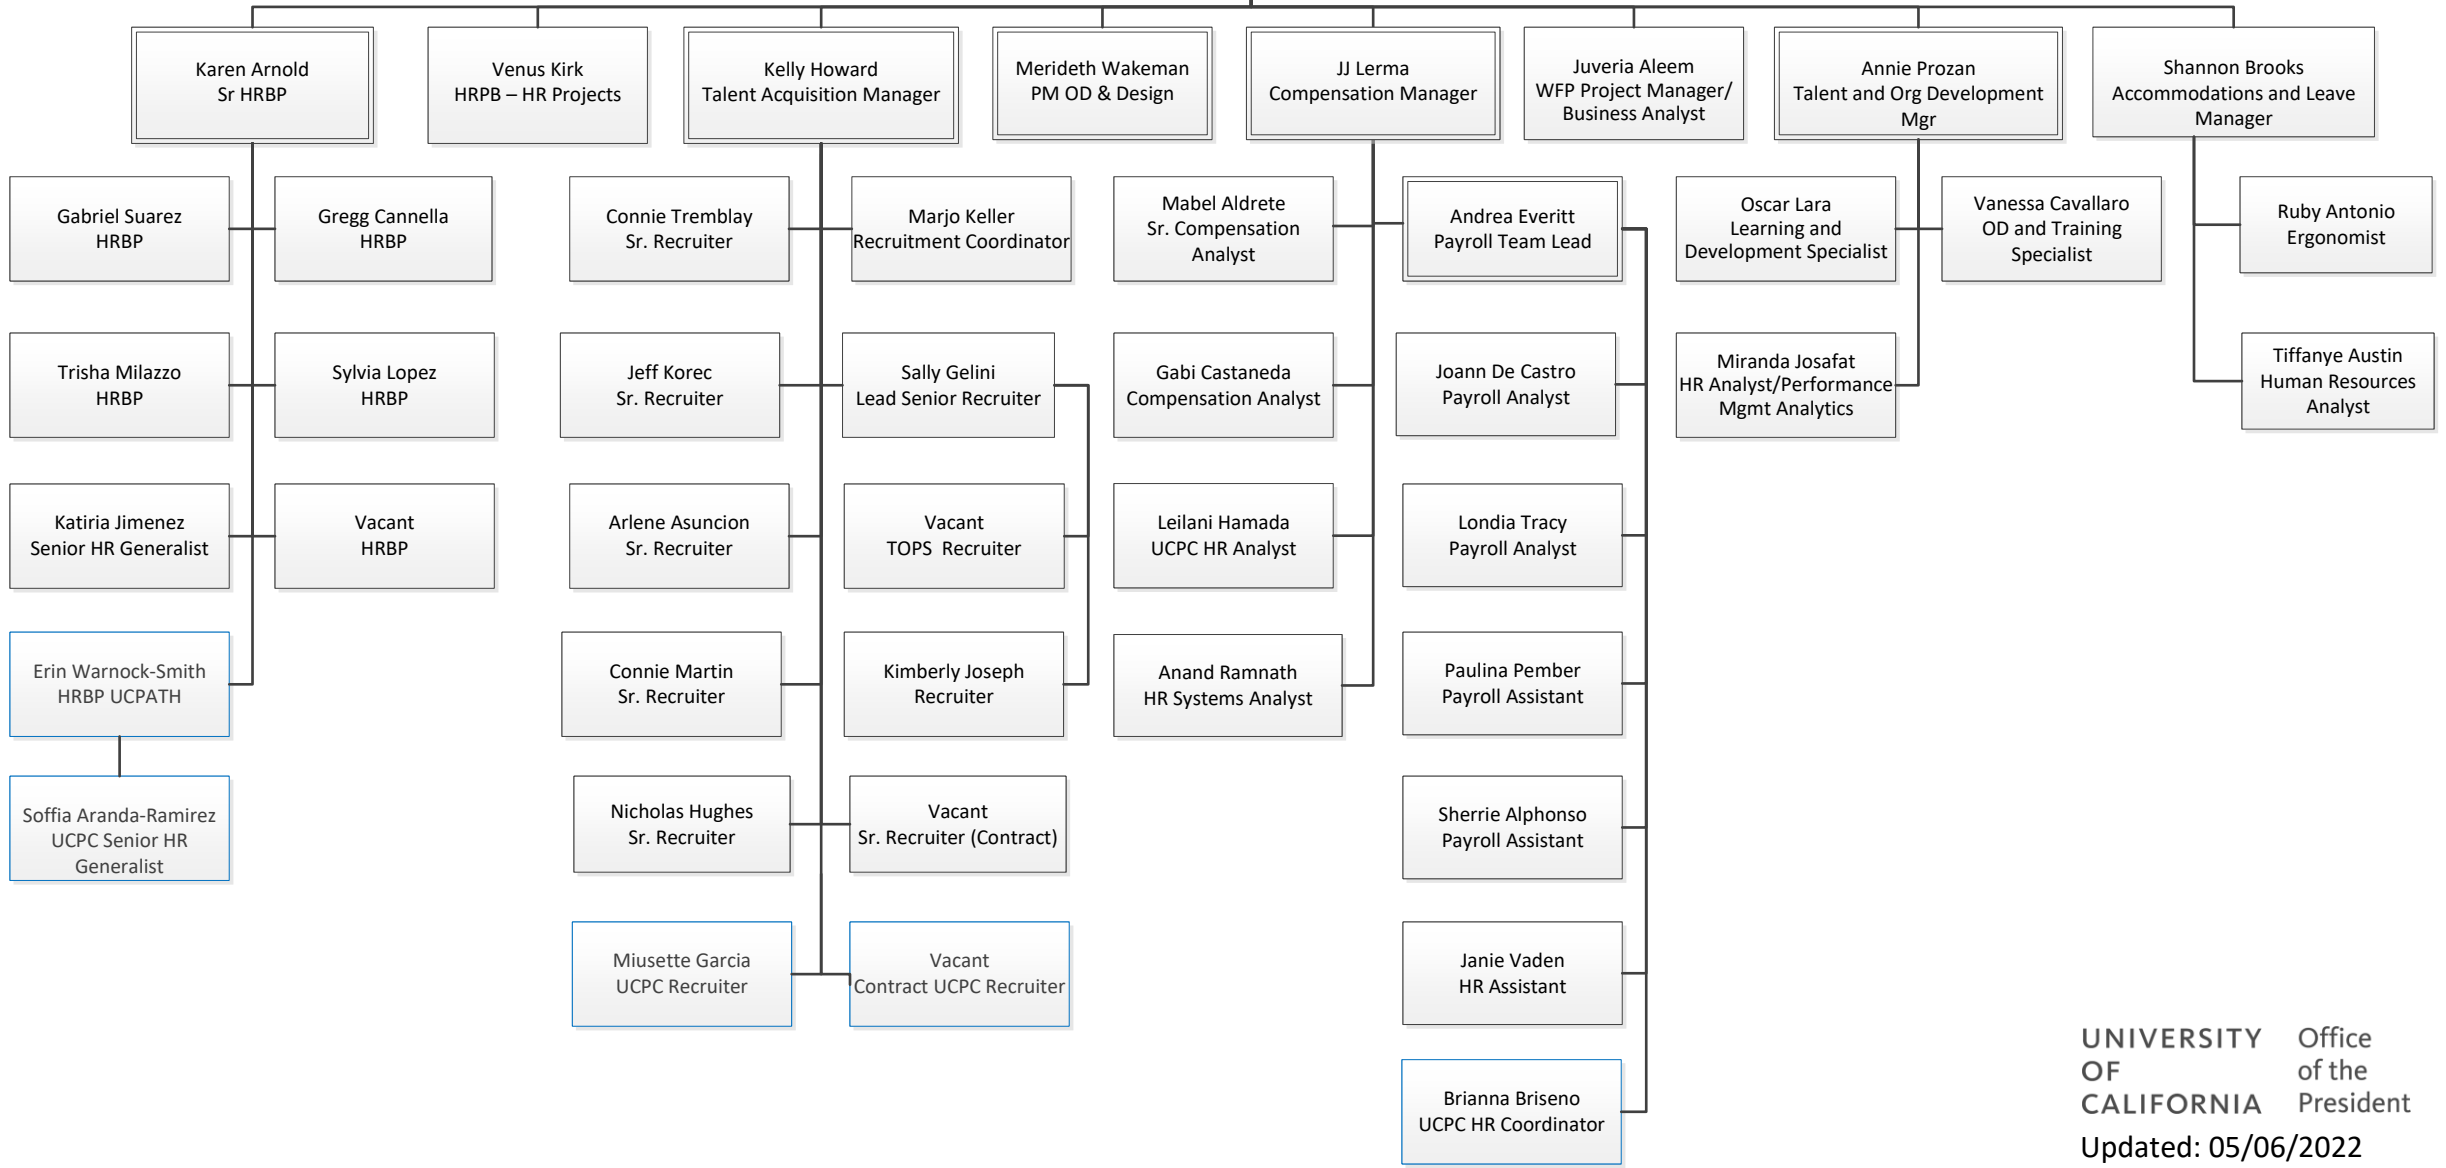 Karen Arnold
Sr HRBP
Venus Kirk
HRPB – HR Projects
Kelly Howard
Talent Acquisition Manager
Merideth Wakeman
PM OD & Design
JJ Lerma
Compensation Manager
Juveria Aleem
WFP Project Manager/
Business Analyst
Annie Prozan
Talent and Org Development
Mgr
Shannon Brooks
Accommodations and Leave
Manager
Gabriel Suarez
HRBP
Gregg Cannella
HRBP
Connie Tremblay
Sr. Recruiter
Marjo Keller
Recruitment Coordinator
Mabel Aldrete
Sr. Compensation
Analyst
Andrea Everitt
Payroll Team Lead
Oscar Lara
Learning and
Development Specialist
Vanessa Cavallaro
OD and Training
Specialist
Ruby Antonio
Ergonomist
Trisha Milazzo
HRBP
Sylvia Lopez
HRBP
Jeff Korec
Sr. Recruiter
Sally Gelini
Lead Senior Recruiter
Gabi Castaneda
Compensation Analyst
Joann De Castro
Payroll Analyst
Miranda Josafat
HR Analyst/Performance
Mgmt Analytics
Tiffanye Austin
Human Resources
Analyst
Katiria Jimenez
Senior HR Generalist
Vacant
HRBP
Arlene Asuncion
Sr. Recruiter
Vacant
TOPS  Recruiter
Leilani Hamada
UCPC HR Analyst
Londia Tracy
Payroll Analyst
Erin Warnock-Smith
HRBP UCPATH
Connie Martin
Sr. Recruiter
Kimberly Joseph
Recruiter
Anand Ramnath
HR Systems Analyst
Paulina Pember
Payroll Assistant
Soffia Aranda-Ramirez
UCPC Senior HR
Generalist
Nicholas Hughes
Sr. Recruiter
Vacant
Sr. Recruiter (Contract)
Sherrie Alphonso
Payroll Assistant
Miusette Garcia
UCPC Recruiter
Vacant
Contract UCPC Recruiter
Janie Vaden
HR Assistant
Brianna Briseno
UCPC HR Coordinator
UNIVERSITY Office
OF of the
CALIFORNIA President
Updated: 05/06/2022